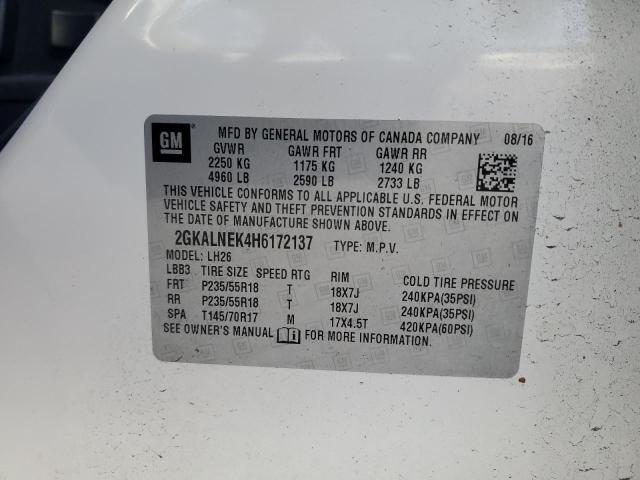 GM
MFD BY GENERAL MOTORS OF CANADA COMPANY 08/16
GVWR GAWR FRT GAWR RR
2250 KG 1175 KG 1240 KG
4960 LB 2590 LB 2733 LB
THIS VEHICLE CONFORMS TO ALL APPLICABLE U.S. FEDERAL MOTOR
VEHICLE SAFETY AND THEFT PREVENTION STANDARDS IN EFFECT ON
THE DATE OF MANUFACTURE SHOWN ABOVE.
2GKALNEK4H6172137 TYPE: M.P.V.
MODEL: LH26
LBB3 TIRE SIZE SPEED RTG RIM COLD TIRE PRESSURE
FRT P235/55R18 T 18X7J 240KPA(35PSI)
RR P235/55R18 T 18X7J 240KPA(35PSI)
SPA T145/70R17 M 17X4.5T 420KPA(60PSI)
SEE OWNER'S MANUAL FOR MORE INFORMATION.